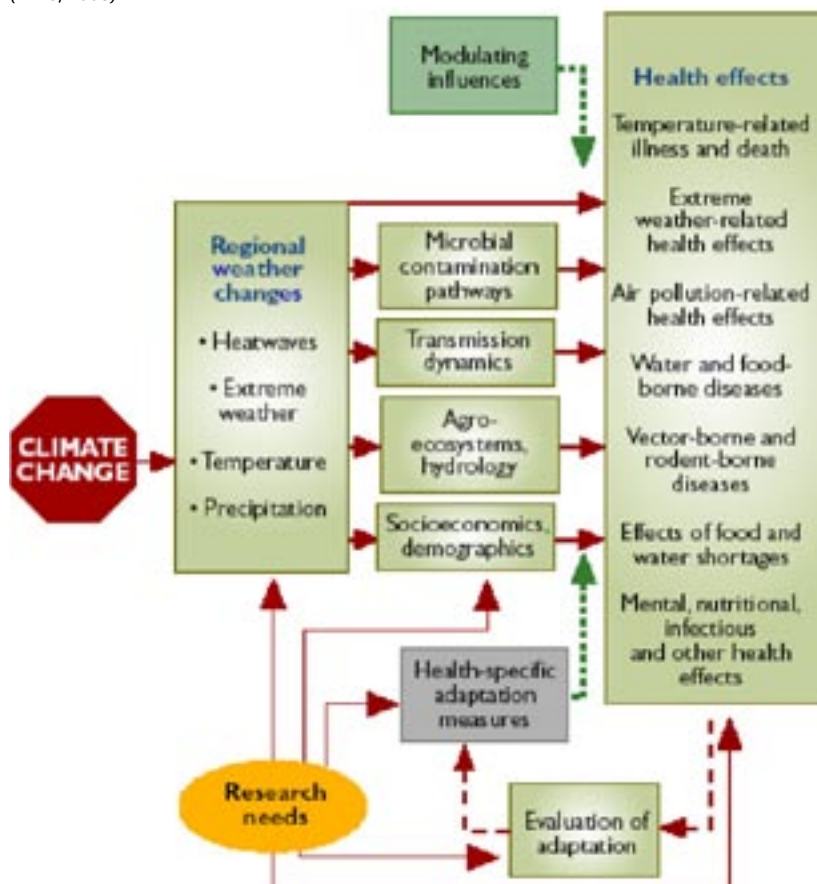 Modulating
influences
Health effects
Temperature-related
illness and death
Extreme
weather-related
health effects
Air pollution-related
health effects
Water and food-
borne diseases
Vector-borne and
rodent-borne
diseases
Effects of food and
water shortages
Mental, nutritional,
infectious
and other health
effects
Regional
weather
changes
• Heatwaves
• Extreme
weather
• Temperature
• Precipitation
Microbial
contamination
pathways
Transmission
dynamics
Agro-
ecosystems,
hydrology
Socioeconomics,
demographics
CLIMATE
CHANGE
Health-specific
adaptation
measures
Research
needs
Evaluation of
adaptation